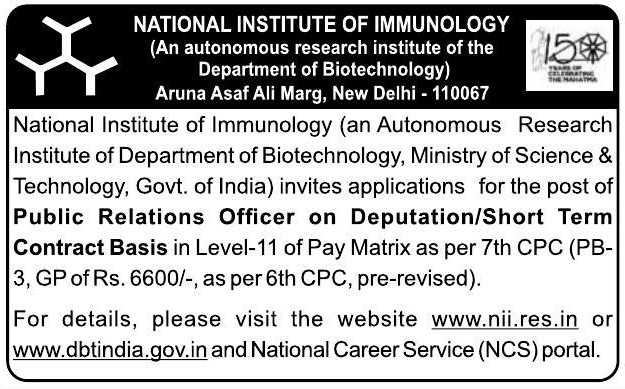 NATIONAL INSTITUTE OF IMMUNOLOGY
(An autonomous research institute of the
Department of Biotechnology)
Aruna Asaf Ali Marg, New Delhi - 110067
150
YEARS OF
CELEBRATING
THE MAHATMA
National Institute of Immunology (an Autonomous Research
Institute of Department of Biotechnology, Ministry of Science &
Technology, Govt. of India) invites applications for the post of
Public Relations Officer on Deputation/Short Term
Contract Basis in Level-11 of Pay Matrix as per 7th CPC (PB-
3, GP of Rs. 6600/-, as per 6th CPC, pre-revised).
For details, please visit the website www.nii.res.in or
www.dbtindia.gov.in and National Career Service (NCS) portal.